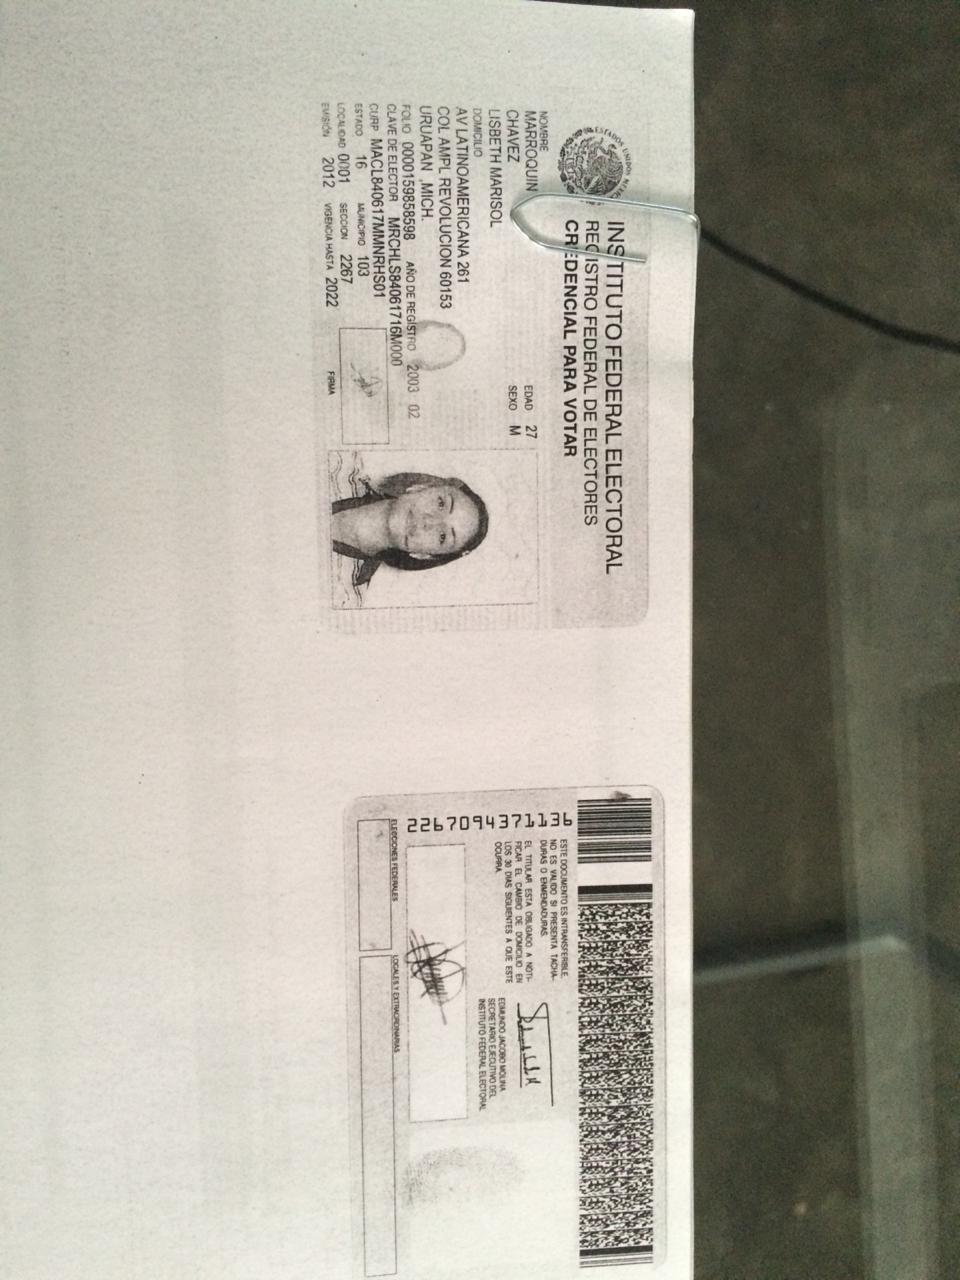 ESTADOS UNIDOS
INSTITUTO FEDERAL ELECTORAL
REGISTRO FEDERAL DE ELECTORES
CREDENCIAL PARA VOTAR
NOMBRE
MARROQUIN
CHAVEZ
LISBETH MARISOL
EDAD 27
SEXO M
DOMICILIO
AV LATINOAMERICANA 261
COL AMPL REVOLUCION 60153
URUAPAN ,MICH.
FOLIO 0000159858598 AÑO DE REGISTRO 2003 02
CLAVE DE ELECTOR MRCHLS84061716M000
CURP MACL840617MMNRHS01
ESTADO 16 MUNICIPIO 103
LOCALIDAD 0001 SECCION 2267
EMISIÓN 2012 VIGENCIA HASTA 2022
FIRMA
2267094371136
ESTE DOCUMENTO ES INTRANSFERIBLE,
NO ES VALIDO SI PRESENTA TACHA-
DURAS O ENMENDADURAS.
EL TITULAR ESTA OBLIGADO A NOTI-
FICAR EL CAMBIO DE DOMICILIO EN
LOS 30 DIAS SIGUIENTES A QUE ESTE
OCURRA.
EDMUNDO JACOBO MOLINA
SECRETARIO EJECUTIVO DEL
INSTITUTO FEDERAL ELECTORAL
ELECCIONES FEDERALES
LOCALES Y EXTRAORDINARIAS